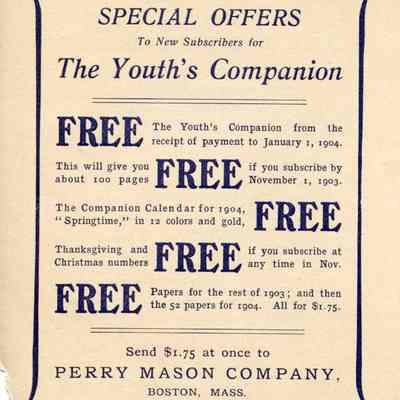 SPECIAL OFFERS
To New Subscribers for
The Youth's Companion
FREE The Youth's Companion from the
receipt of payment to January 1, 1904.
This will give you FREE if you subscribe by
about 100 pages November 1, 1903.
The Companion Calendar for 1904, FREE
"Springtime," in 12 colors and gold,
Thanksgiving and FREE if you subscribe at
Christmas numbers any time in Nov.
FREE Papers for the rest of 1903; and then
the 52 papers for 1904. All for $1.75.
Send $1.75 at once to
PERRY MASON COMPANY,
BOSTON, MASS.